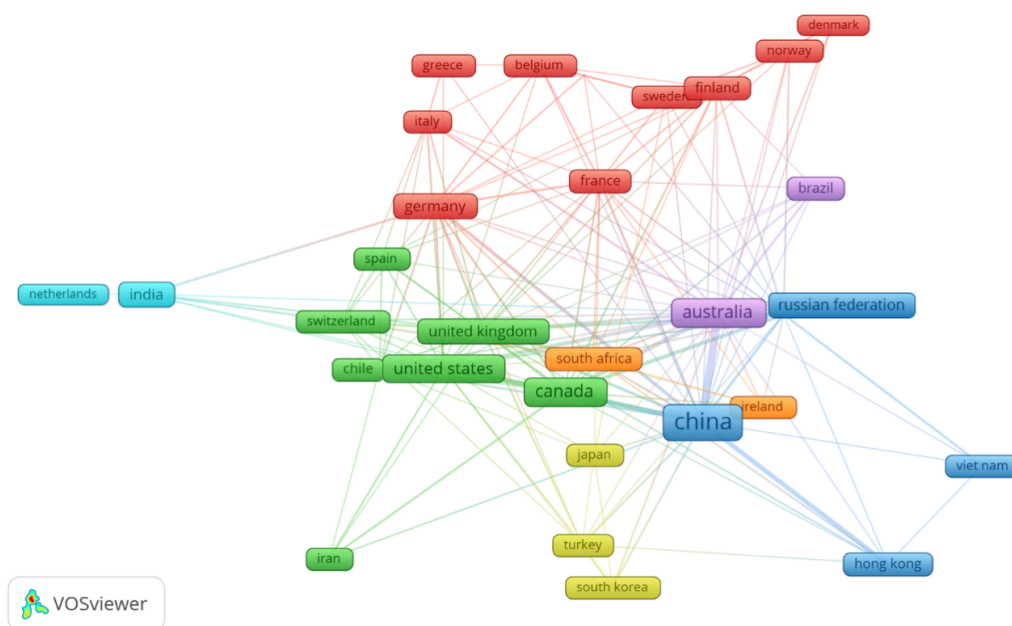 denmark
norway
greece
belgium
finland
sweden
italy
france
brazil
germany
spain
netherlands
india
russian federation
australia
switzerland
united kingdom
south africa
chile
united states
canada
ireland
china
japan
viet nam
turkey
iran
hong kong
south korea
VOSviewer